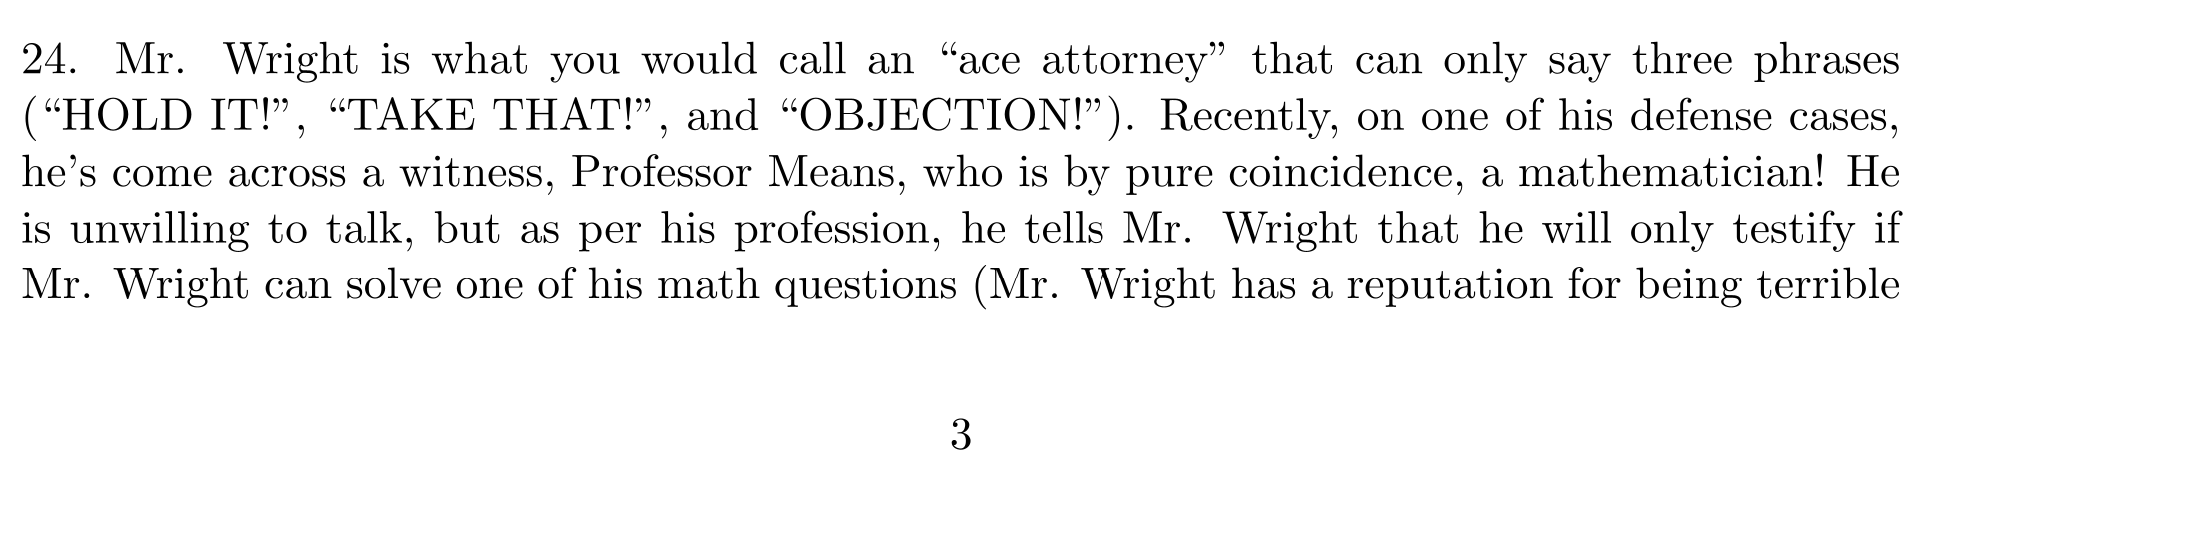 24. Mr. Wright is what you would call an “ace attorney” that can only say three phrases
(“HOLD IT!”, “TAKE THAT!”, and “OBJECTION!”). Recently, on one of his defense cases,
he’s come across a witness, Professor Means, who is by pure coincidence, a mathematician! He
is unwilling to talk, but as per his profession, he tells Mr. Wright that he will only testify if
Mr. Wright can solve one of his math questions (Mr. Wright has a reputation for being terrible
3